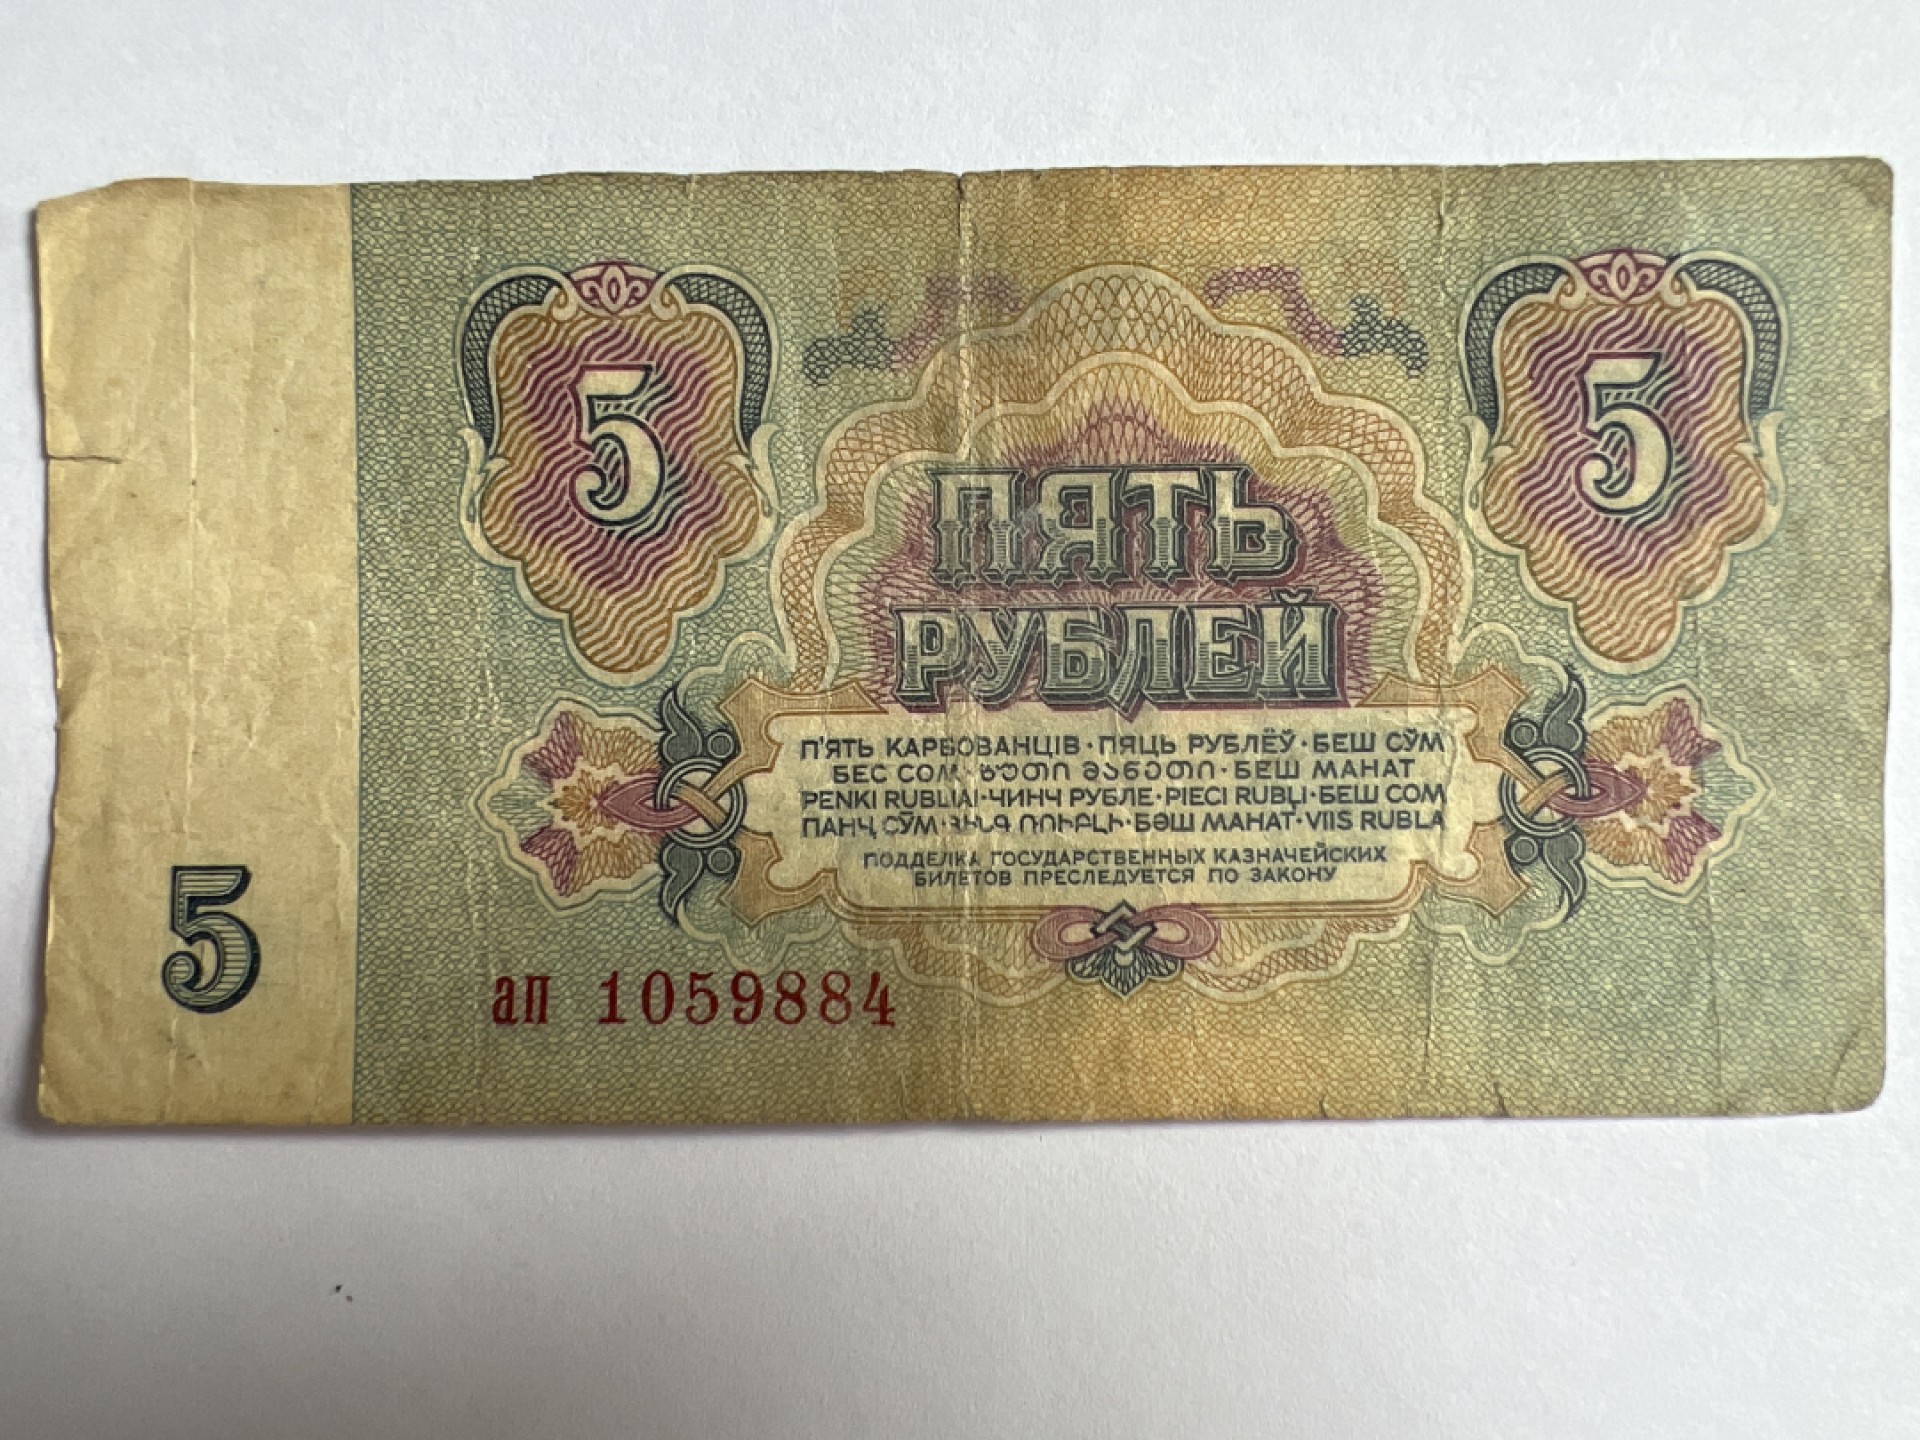 5
5
ПЯТЬ
РУБЛЕЙ
П'ЯТЬ КАРБОВАНЦІВ · ПЯЦЬ РУБЛЁЎ · БЕШ СЎМ
БЕС СОМ · ხუთი მანეთი · БЕШ МАНАТ
PENKI RUBLIAI · ЧИНЧ РУБЛЕ · PIECI RUBĻI · БЕШ СОМ
ПАНҶ СӮМ · ՀԻՆԳ ՌՈՒԲԼԻ · БӘШ МАНАТ · VIIS RUBLA
ПОДДЕЛКА ГОСУДАРСТВЕННЫХ КАЗНАЧЕЙСКИХ
БИЛЕТОВ ПРЕСЛЕДУЕТСЯ ПО ЗАКОНУ
5
ап 1059884